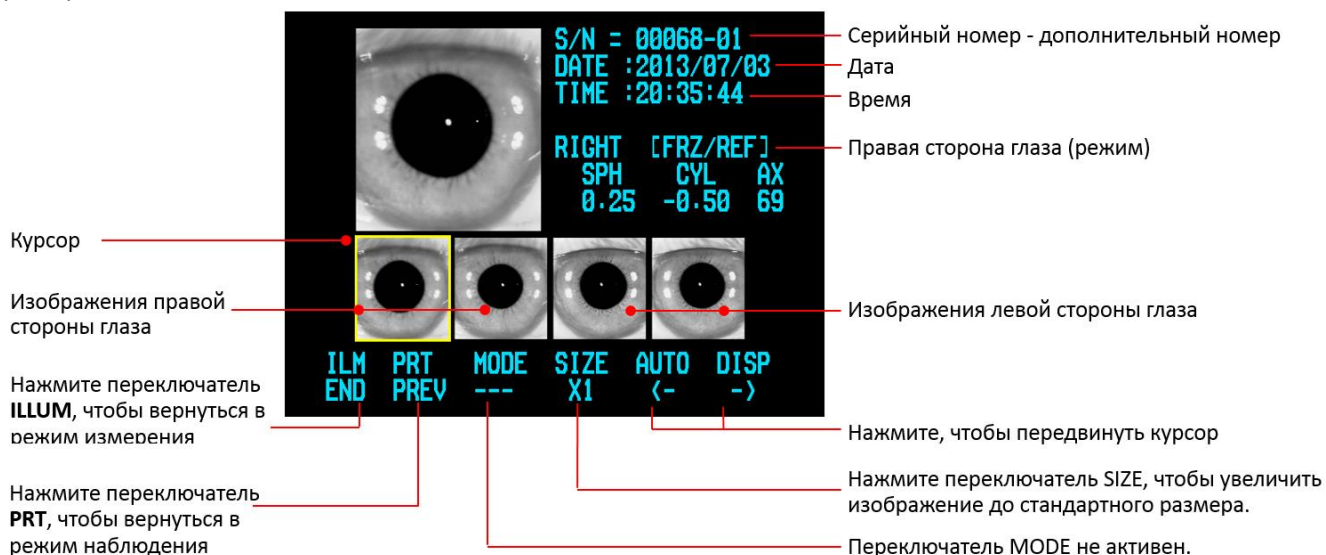 S/N = 00068-01
Серийный номер - дополнительный номер
DATE :2013/07/03
Дата
TIME :20:35:44
Время
RIGHT [FRZ/REF]
Правая сторона глаза (режим)
SPH CYL AX
0.25 -0.50 69
Курсор
Изображения правой
стороны глаза
Изображения левой стороны глаза
ILM PRT MODE SIZE AUTO DISP
END PREV --- X1 <- ->
Нажмите переключатель
ILLUM, чтобы вернуться в
режим измерения
Нажмите, чтобы передвинуть курсор
Нажмите переключатель SIZE, чтобы увеличить
изображение до стандартного размера.
Нажмите переключатель
PRT, чтобы вернуться в
режим наблюдения
Переключатель MODE не активен.